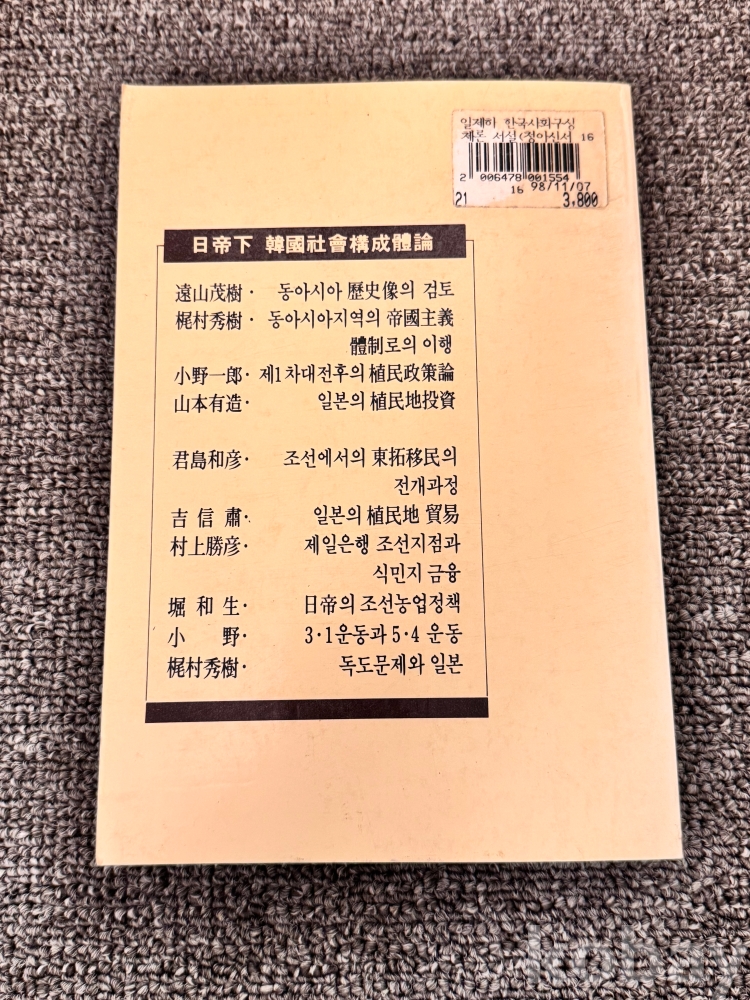 일제하 한국사회구성
체론 서실(정아신서 16
2 006478 001554
16 98/11/07
21 3,800
日帝下 韓國社會構成體論
遠山茂樹· 동아시아 歷史像의 검토
梶村秀樹· 동아시아지역의 帝國主義
體制로의 이행
小野一郎· 제1차대전후의 植民政策論
山本有造· 일본의 植民地投資
君島和彦· 조선에서의 東拓移民의
전개과정
吉信肅· 일본의 植民地 貿易
村上勝彦· 제일은행 조선지점과
식민지 금융
堀和生· 日帝의 조선농업정책
小野· 3·1운동과 5·4 운동
梶村秀樹· 독도문제와 일본
kobay